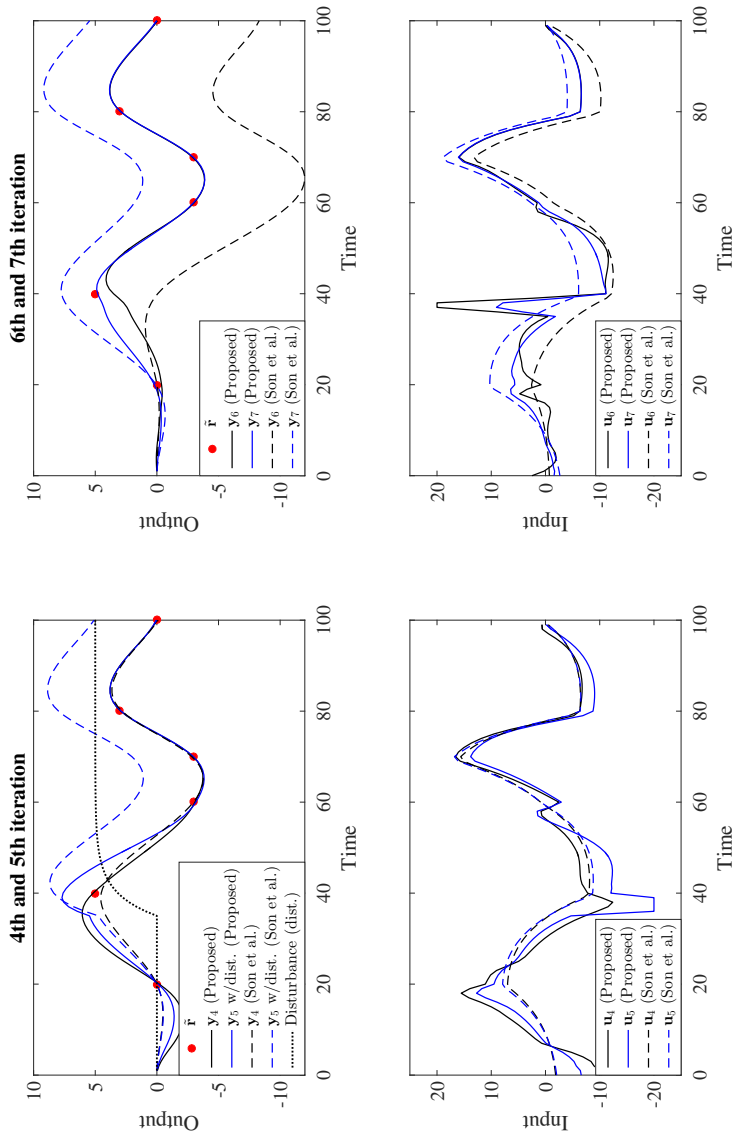 4th and 5th iteration
10
5
0
-5
-10
Output
0
20
40
60
80
100
Time
r̃
y4 (Proposed)
y5 w/dist. (Proposed)
y4 (Son et al.)
y5 w/dist. (Son et al.)
Disturbance (dist.)
6th and 7th iteration
10
5
0
-5
-10
Output
0
20
40
60
80
100
Time
r̃
y6 (Proposed)
y7 (Proposed)
y6 (Son et al.)
y7 (Son et al.)
20
10
0
-10
-20
Input
0
20
40
60
80
100
Time
u4 (Proposed)
u5 (Proposed)
u4 (Son et al.)
u5 (Son et al.)
20
10
0
-10
-20
Input
0
20
40
60
80
100
Time
u6 (Proposed)
u7 (Proposed)
u6 (Son et al.)
u7 (Son et al.)